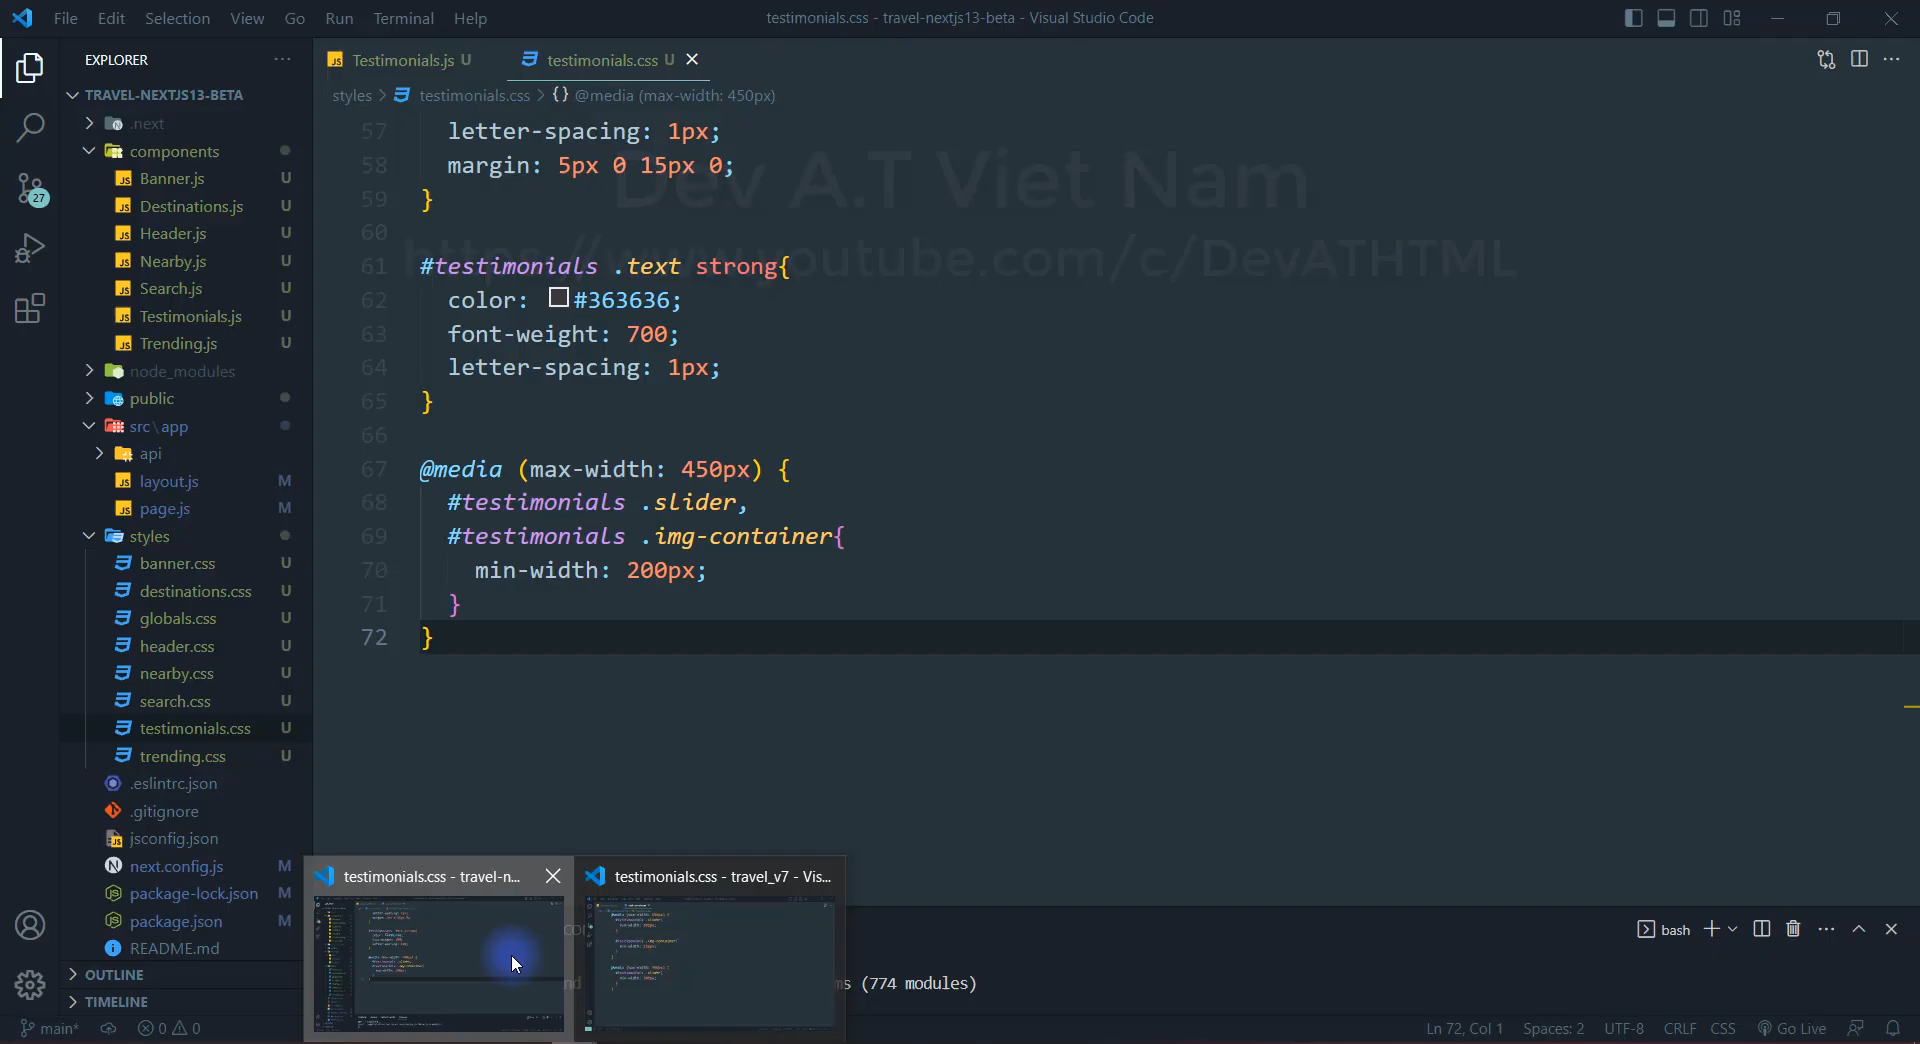 File Edit Selection View Go Run Terminal Help
testimonials.css - travel-nextjs13-beta - Visual Studio Code
EXPLORER
TRAVEL-NEXTJS13-BETA
.next
components
Banner.js U
Destinations.js U
Header.js U
Nearby.js U
Search.js U
Testimonials.js U
Trending.js U
node_modules
public
src\app
api
layout.js M
page.js M
styles
banner.css U
destinations.css U
globals.css U
header.css U
nearby.css U
search.css U
testimonials.css U
trending.css U
.eslintrc.json
.gitignore
jsconfig.json
next.config.js M
package-lock.json M
package.json M
README.md
OUTLINE
TIMELINE
27
Testimonials.js U
testimonials.css U
styles > testimonials.css > {} @media (max-width: 450px)
57 letter-spacing: 1px;
58 margin: 5px 0 15px 0;
59 }
60
61 #testimonials .text strong{
62 color: #363636;
63 font-weight: 700;
64 letter-spacing: 1px;
65 }
66
67 @media (max-width: 450px) {
68 #testimonials .slider,
69 #testimonials .img-container{
70 min-width: 200px;
71 }
72 }
Dev A.T Viet Nam
https://www.youtube.com/c/DevATHTML
testimonials.css - travel-n...
testimonials.css - travel_v7 - Vis...
bash
ms (774 modules)
main* 0 0
Ln 72, Col 1 Spaces: 2 UTF-8 CRLF CSS Go Live